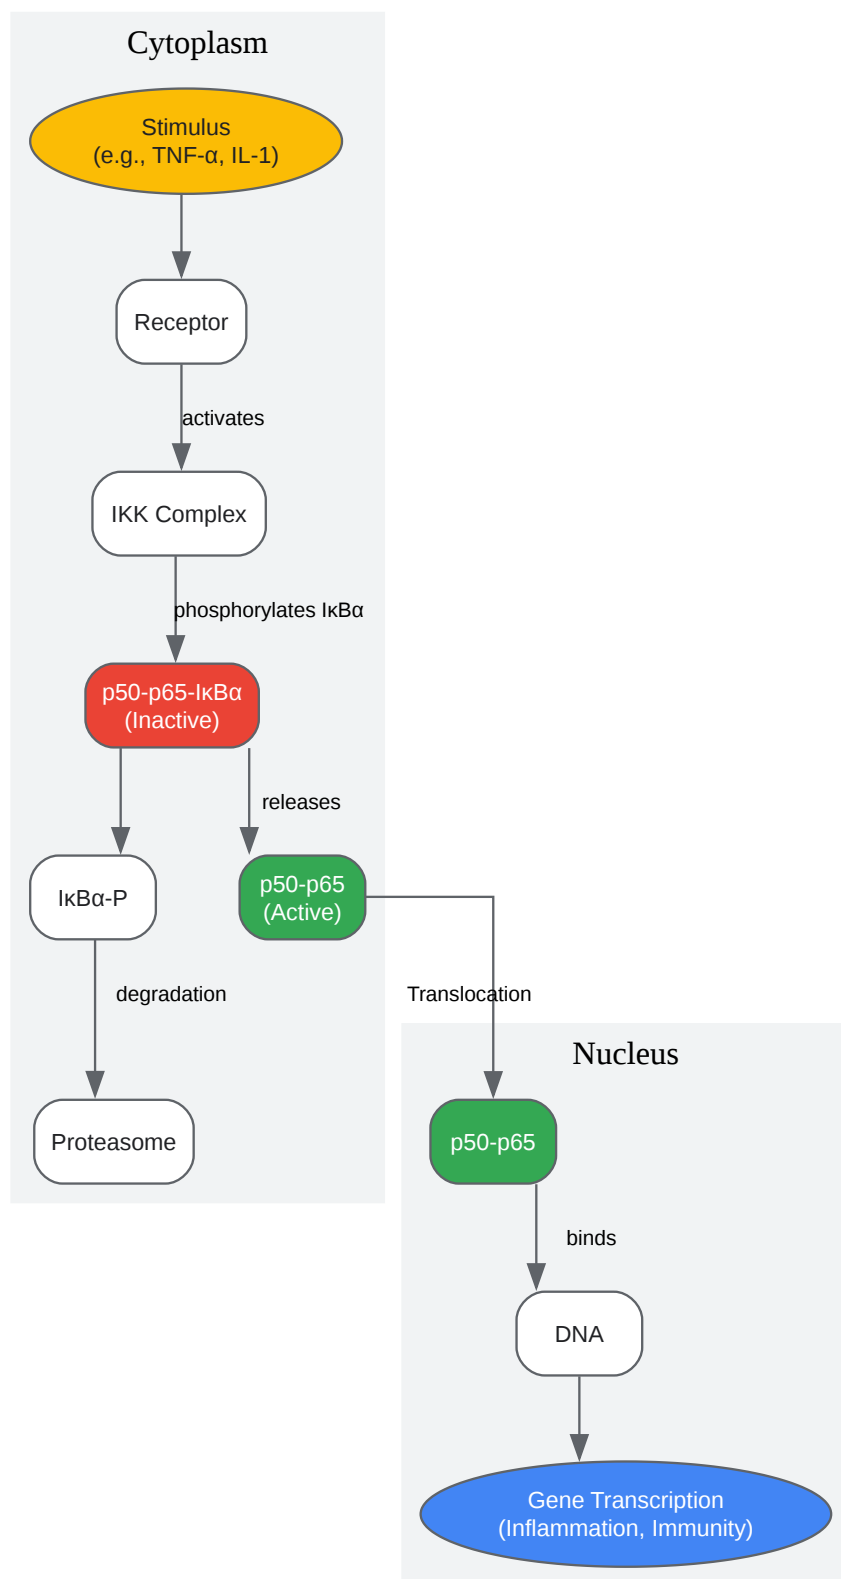 Cytoplasm
Stimulus
(e.g., TNF-α, IL-1)
Receptor
activates
IKK Complex
phosphorylates IκBα
p50-p65-IκBα
(Inactive)
releases
IκBα-P
p50-p65
(Active)
degradation
Translocation
Proteasome
Nucleus
p50-p65
binds
DNA
Gene Transcription
(Inflammation, Immunity)